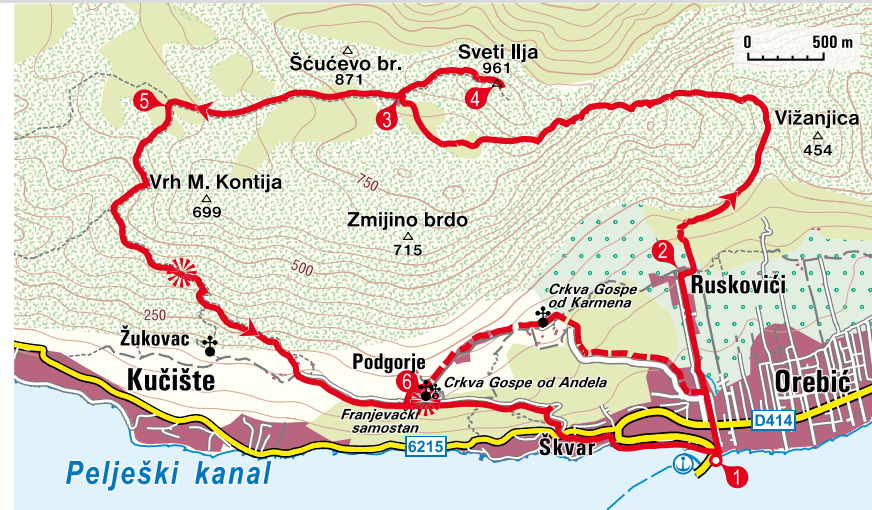 0 500 m
Sveti Ilja
961
Šćućevo br.
871
4
5
3
Vižanjica
454
Vrh M. Kontija
699
750
Zmijino brdo
715
2
500
Ruskovići
Crkva Gospe
od Karmena
250
Žukovac
Podgorje
Kučište
6
Crkva Gospe od Anđela
Orebić
Franjevački
samostan
D414
6215
Škvar
Pelješki kanal
1